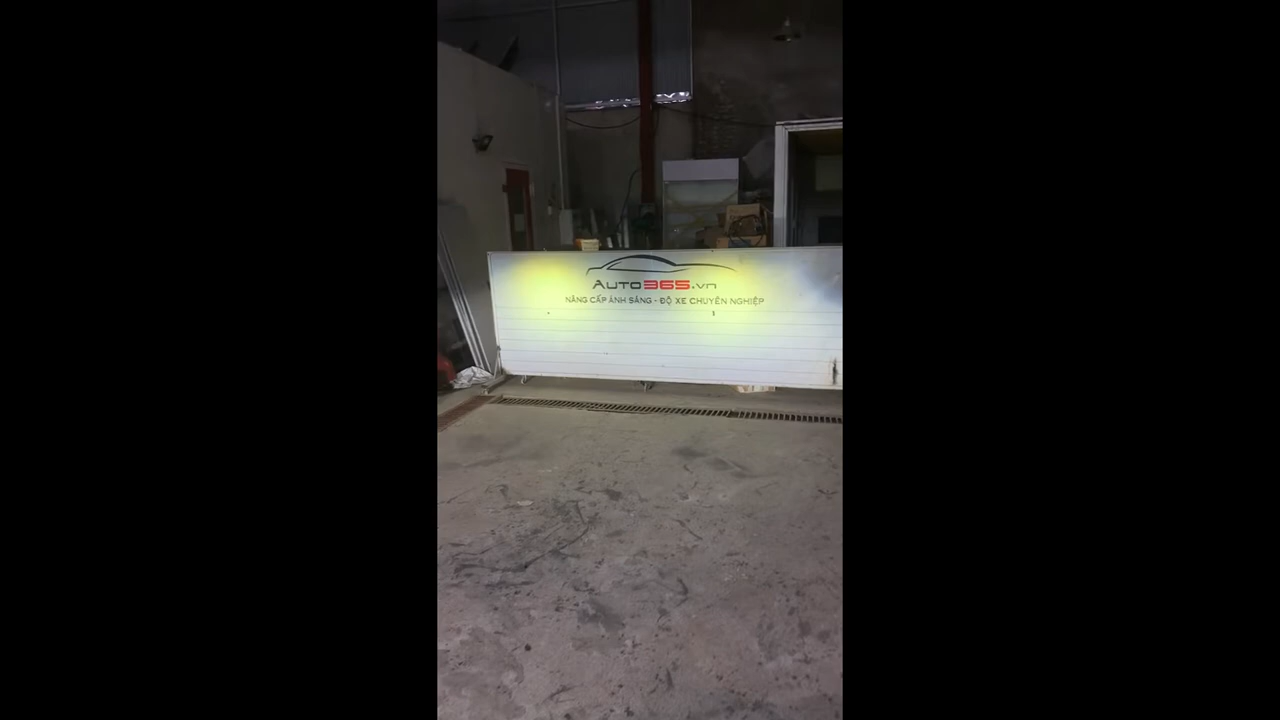 AUTO365.vn
NÂNG CẤP ÁNH SÁNG - ĐỘ XE CHUYÊN NGHIỆP